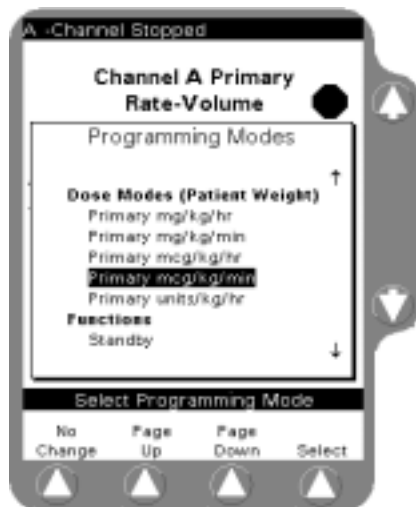 A -Channel Stopped
Channel A Primary
Rate-Volume
Programming Modes
↑
Dose Modes (Patient Weight)
Primary mg/kg/hr
Primary mg/kg/min
Primary mcg/kg/hr
Primary mcg/kg/min
Primary units/kg/hr
Functions
Standby
↓
Select Programming Mode
No Change
Page Up
Page Down
Select